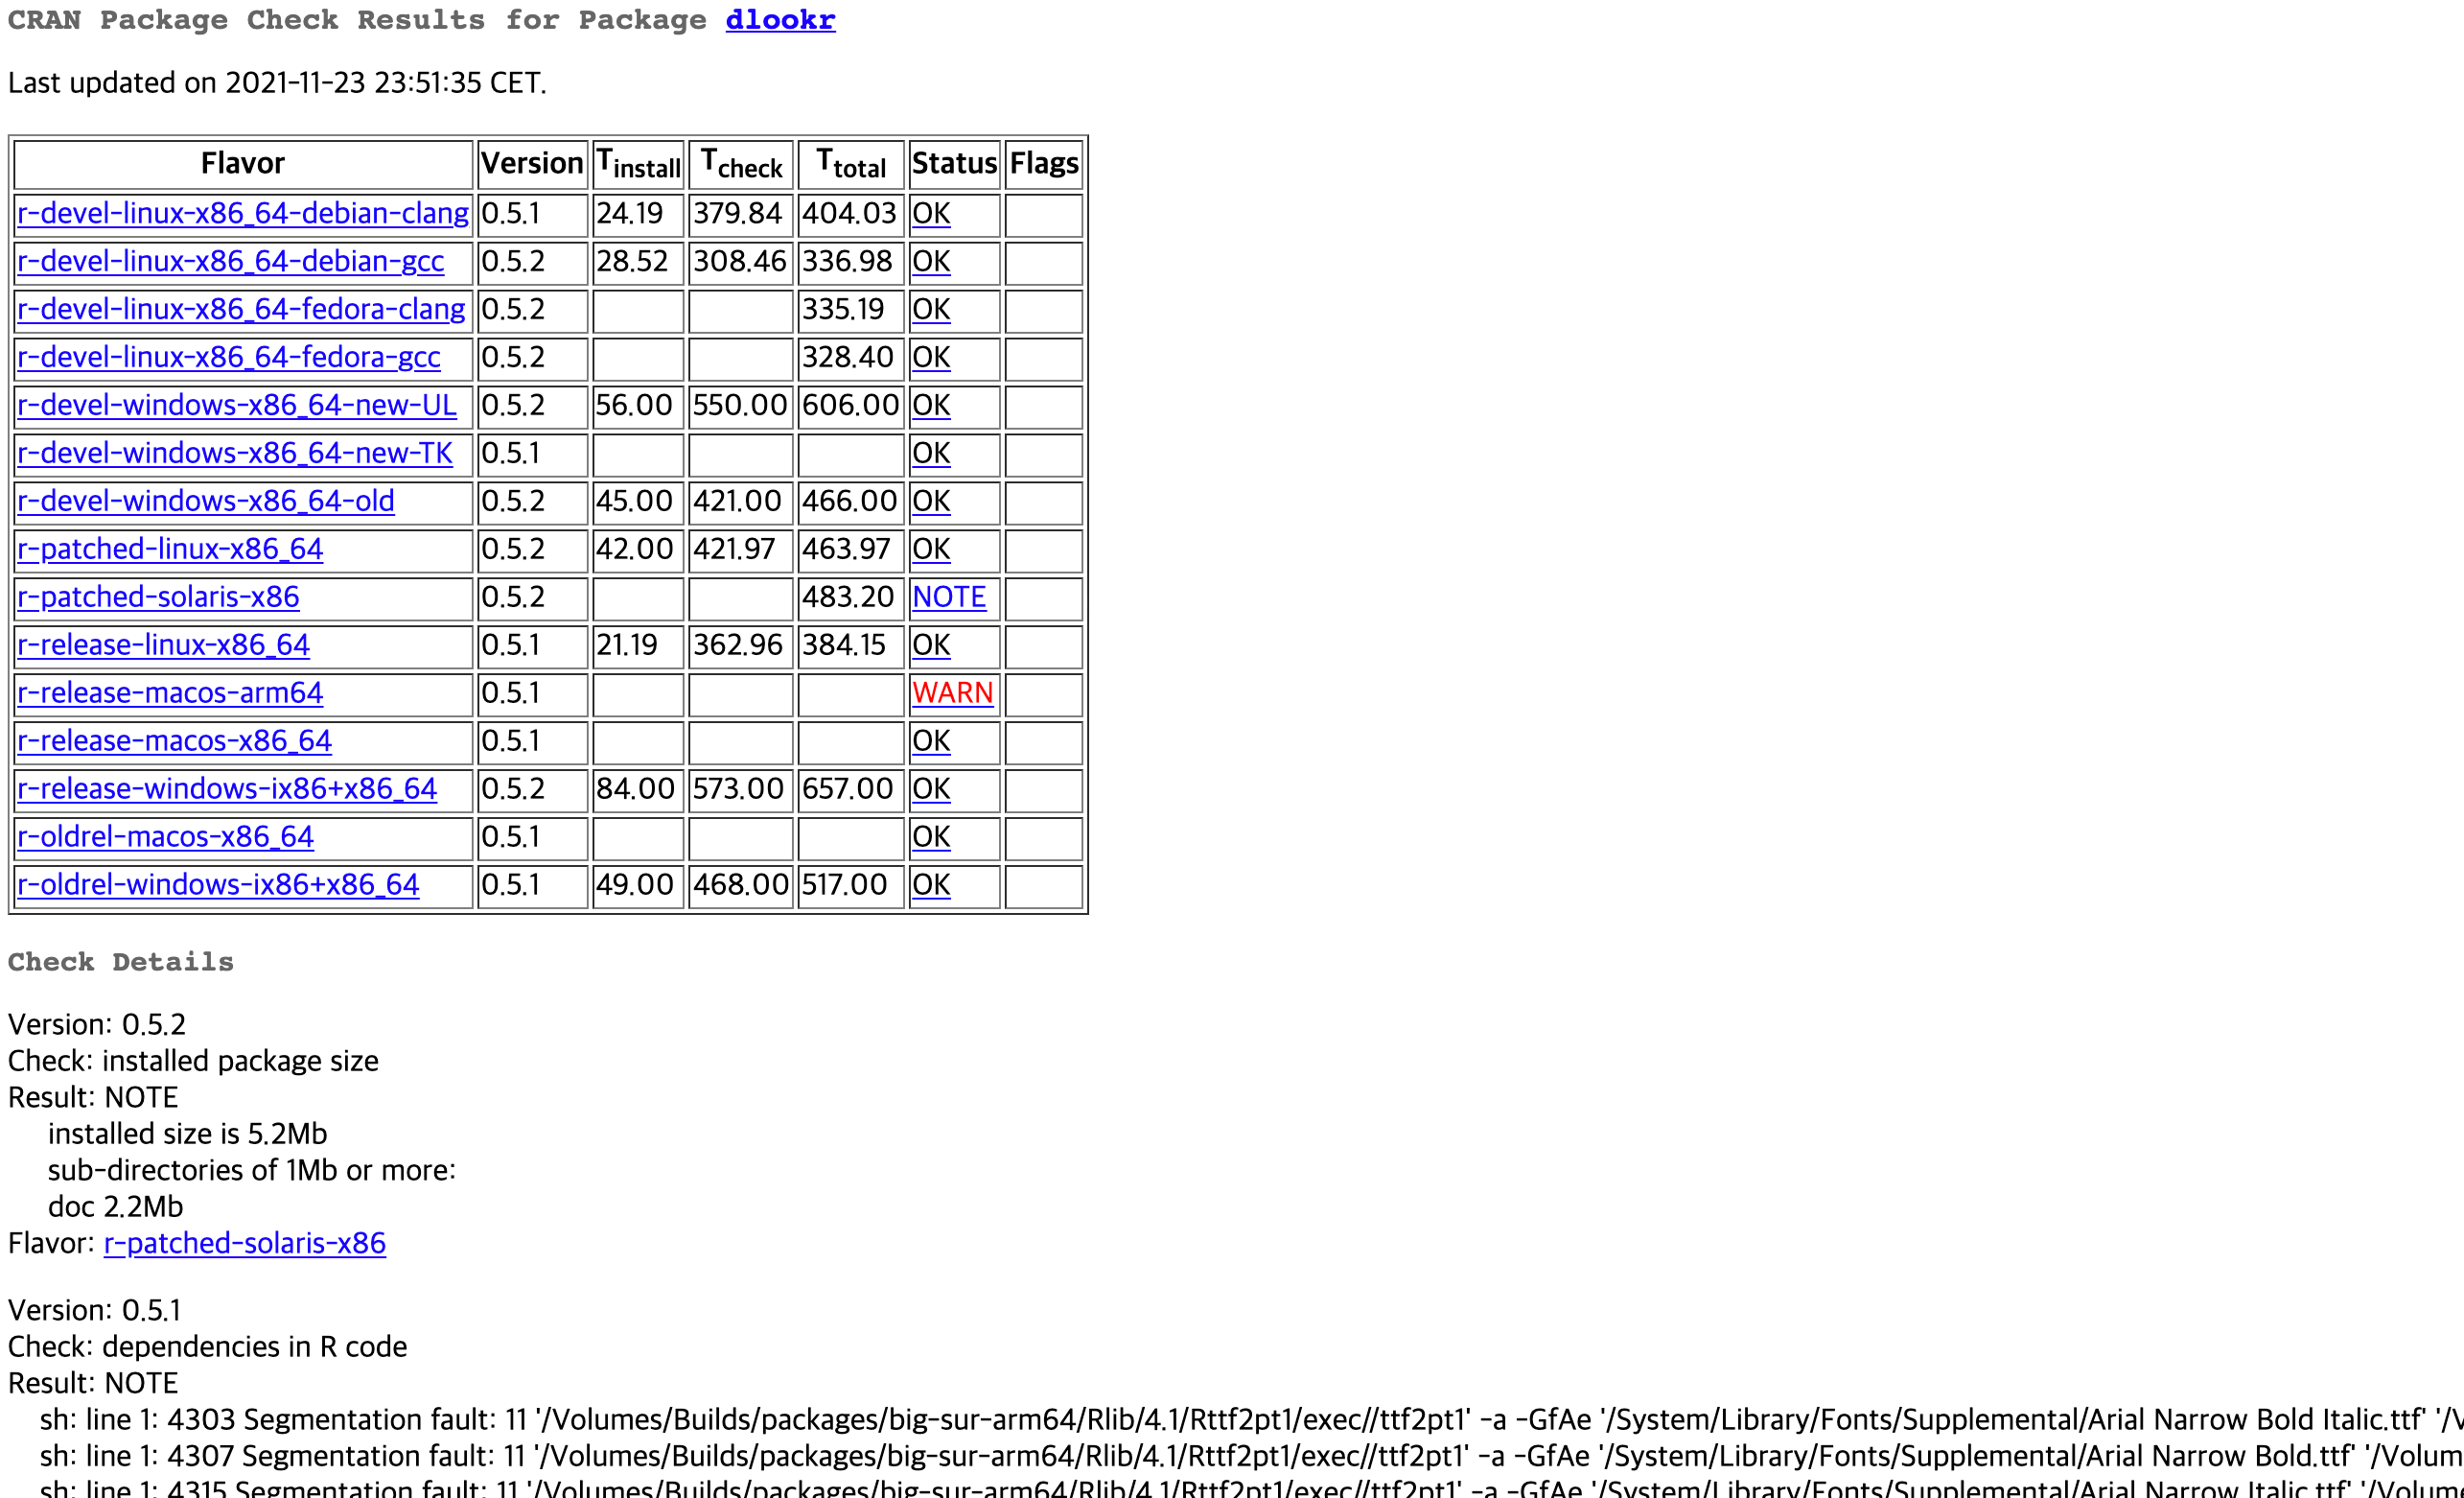 CRAN Package Check Results for Package dlookr
Last updated on 2021-11-23 23:51:35 CET.
Flavor Version Tinstall Tcheck Ttotal Status Flags
r-devel-linux-x86_64-debian-clang 0.5.1 24.19 379.84 404.03 OK
r-devel-linux-x86_64-debian-gcc 0.5.2 28.52 308.46 336.98 OK
r-devel-linux-x86_64-fedora-clang 0.5.2 335.19 OK
r-devel-linux-x86_64-fedora-gcc 0.5.2 328.40 OK
r-devel-windows-x86_64-new-UL 0.5.2 56.00 550.00 606.00 OK
r-devel-windows-x86_64-new-TK 0.5.1 OK
r-devel-windows-x86_64-old 0.5.2 45.00 421.00 466.00 OK
r-patched-linux-x86_64 0.5.2 42.00 421.97 463.97 OK
r-patched-solaris-x86 0.5.2 483.20 NOTE
r-release-linux-x86_64 0.5.1 21.19 362.96 384.15 OK
r-release-macos-arm64 0.5.1 WARN
r-release-macos-x86_64 0.5.1 OK
r-release-windows-ix86+x86_64 0.5.2 84.00 573.00 657.00 OK
r-oldrel-macos-x86_64 0.5.1 OK
r-oldrel-windows-ix86+x86_64 0.5.1 49.00 468.00 517.00 OK
Check Details
Version: 0.5.2
Check: installed package size
Result: NOTE
installed size is 5.2Mb
sub-directories of 1Mb or more:
doc 2.2Mb
Flavor: r-patched-solaris-x86
Version: 0.5.1
Check: dependencies in R code
Result: NOTE
sh: line 1: 4303 Segmentation fault: 11 '/Volumes/Builds/packages/big-sur-arm64/Rlib/4.1/Rttf2pt1/exec//ttf2pt1' -a -GfAe '/System/Library/Fonts/Supplemental/Arial Narrow Bold Italic.ttf' '/V
sh: line 1: 4307 Segmentation fault: 11 '/Volumes/Builds/packages/big-sur-arm64/Rlib/4.1/Rttf2pt1/exec//ttf2pt1' -a -GfAe '/System/Library/Fonts/Supplemental/Arial Narrow Bold.ttf' '/Volum
sh: line 1: 4315 Segmentation fault: 11 '/Volumes/Builds/packages/big-sur-arm64/Rlib/4.1/Rttf2pt1/exec//ttf2pt1' -a -GfAe '/System/Library/Fonts/Supplemental/Arial Narrow Italic.ttf' '/Volum